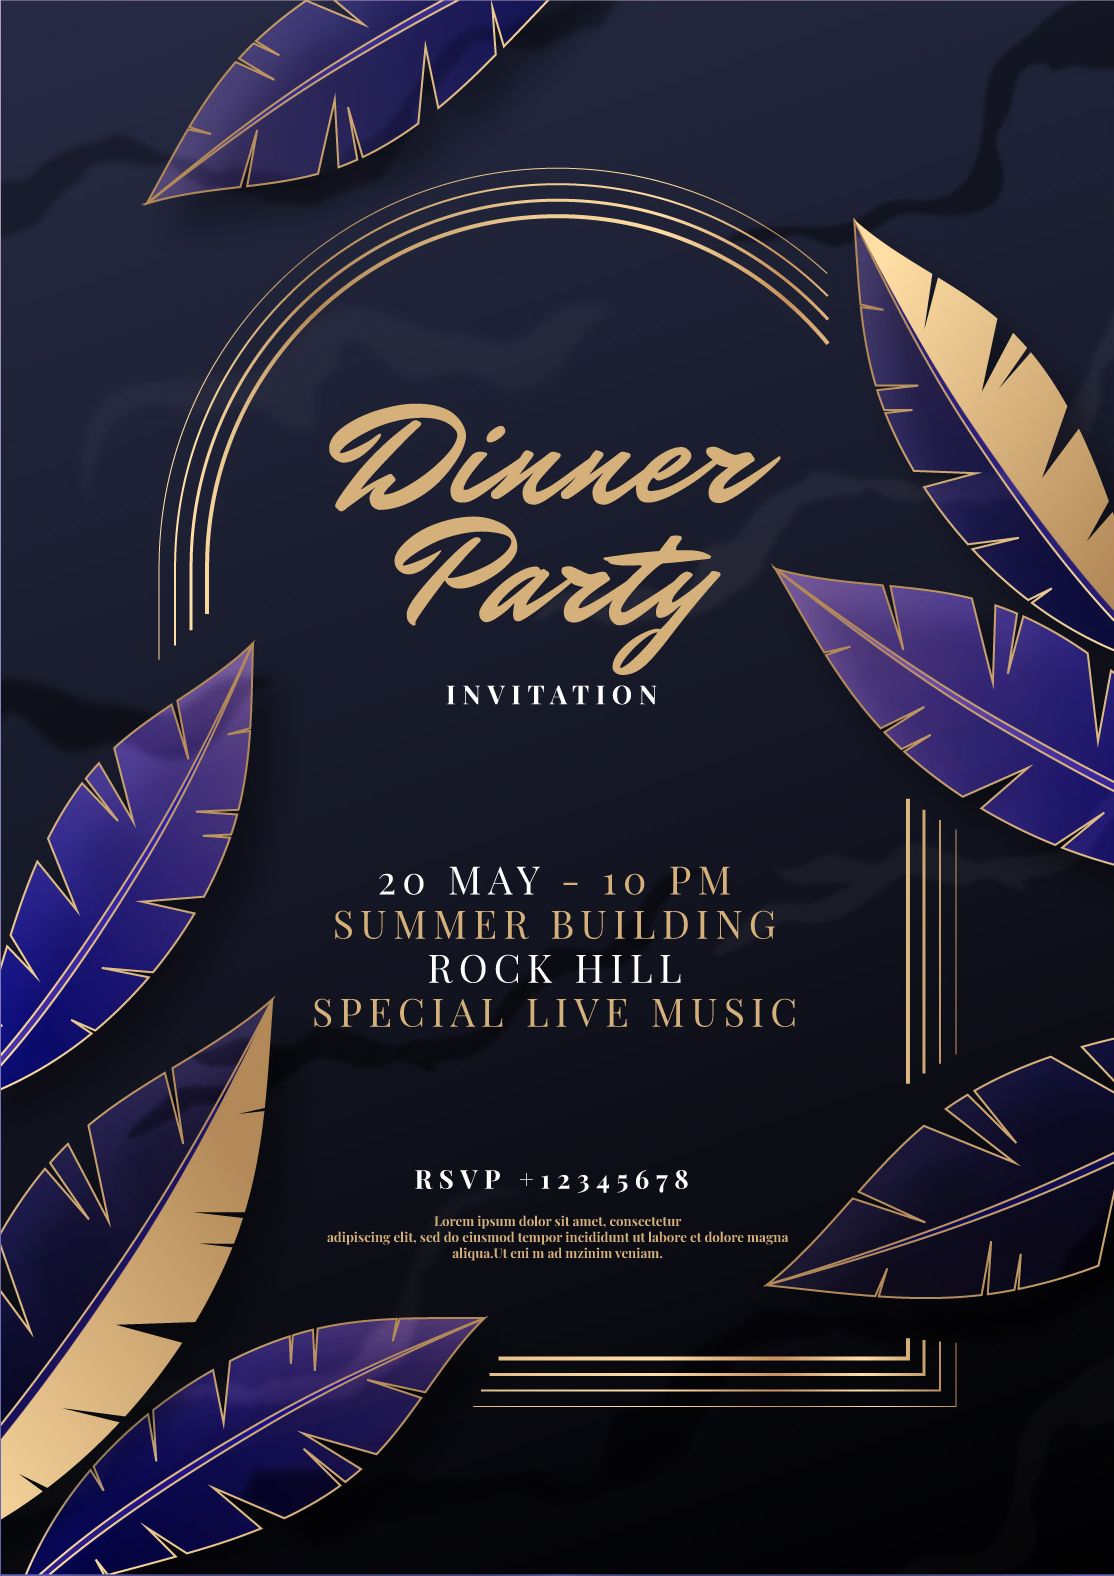 Dinner
Party
INVITATION
20 MAY - 10 PM
SUMMER BUILDING
ROCK HILL
SPECIAL LIVE MUSIC
RSVP +12345678
Lorem ipsum dolor sit amet, consectetur
adipiscing elit, sed do eiusmod tempor incididunt ut labore et dolore magna
aliqua.Ut eni m ad mzinim veniam.